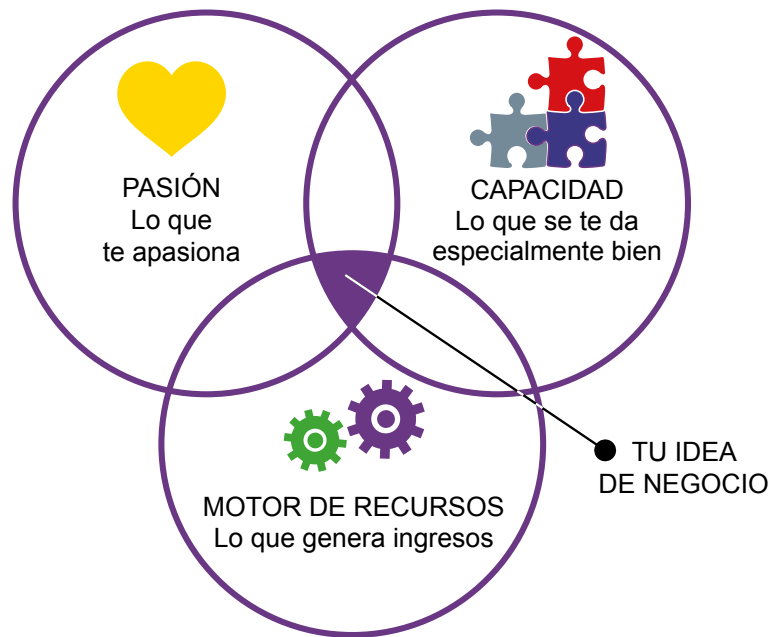 PASIÓN
Lo que
te apasiona
CAPACIDAD
Lo que se te da
especialmente bien
MOTOR DE RECURSOS
Lo que genera ingresos
TU IDEA
DE NEGOCIO